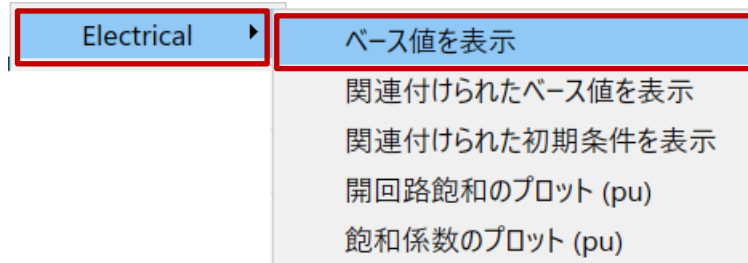 Electrical
ベース値を表示
関連付けられたベース値を表示
関連付けられた初期条件を表示
開回路飽和のプロット (pu)
飽和係数のプロット (pu)